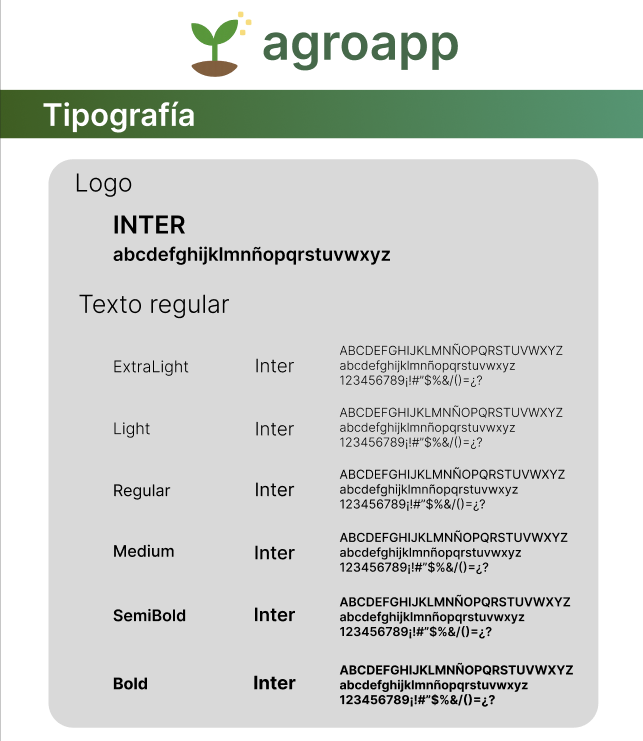 agroapp
Tipografía
Logo
INTER
abcdefghijklmnñopqrstuvwxyz
Texto regular
ExtraLight
Inter
ABCDEFGHIJKLMNÑOPQRSTUVWXYZ
abcdefghijklmnñopqrstuvwxyz
123456789¡!#”$%&/()=¿?
Light
Inter
ABCDEFGHIJKLMNÑOPQRSTUVWXYZ
abcdefghijklmnñopqrstuvwxyz
123456789¡!#”$%&/()=¿?
Regular
Inter
ABCDEFGHIJKLMNÑOPQRSTUVWXYZ
abcdefghijklmnñopqrstuvwxyz
123456789¡!#”$%&/()=¿?
Medium
Inter
ABCDEFGHIJKLMNÑOPQRSTUVWXYZ
abcdefghijklmnñopqrstuvwxyz
123456789¡!#”$%&/()=¿?
SemiBold
Inter
ABCDEFGHIJKLMNÑOPQRSTUVWXYZ
abcdefghijklmnñopqrstuvwxyz
123456789¡!#”$%&/()=¿?
Bold
Inter
ABCDEFGHIJKLMNÑOPQRSTUVWXYZ
abcdefghijklmnñopqrstuvwxyz
123456789¡!#”$%&/()=¿?